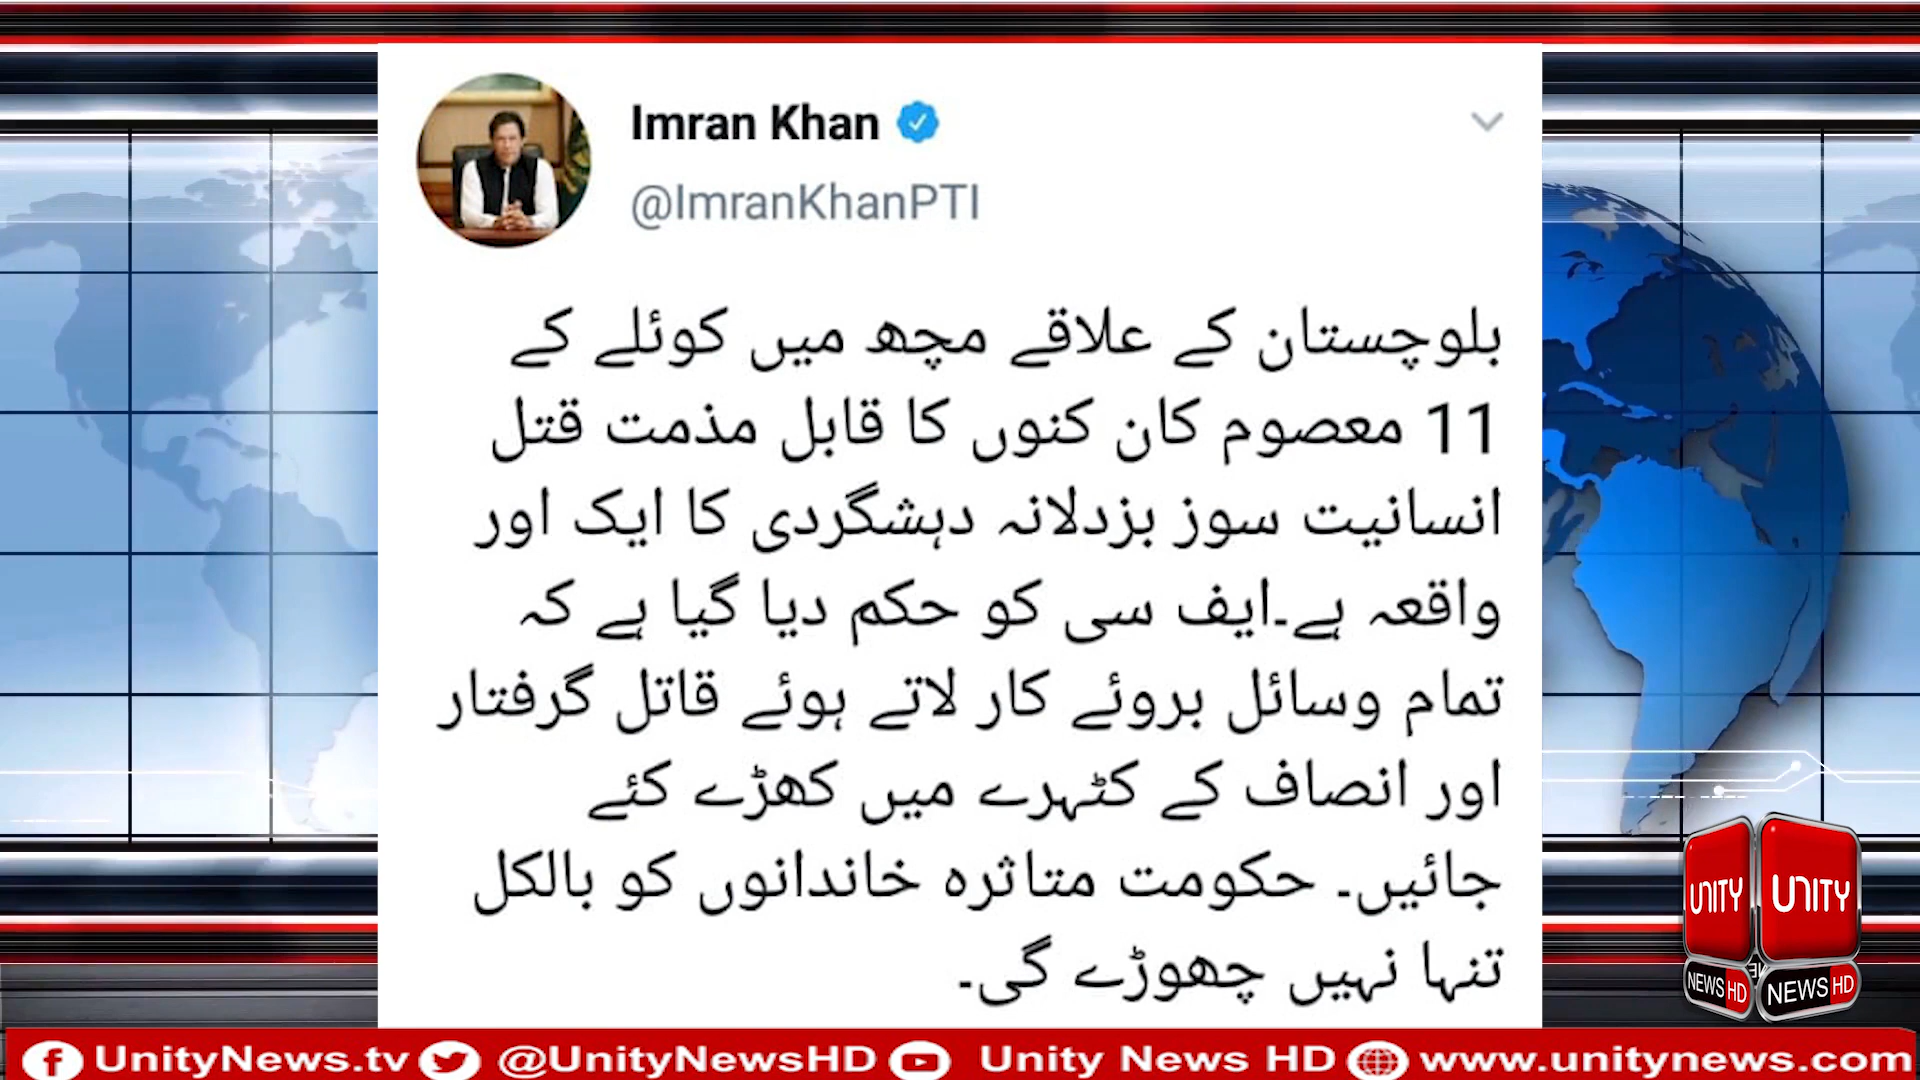 Imran Khan
@ImranKhanPTI
بلوچستان کے علاقے مچھ میں کوئلے کے
11 معصوم کان کنوں کا قابل مذمت قتل
انسانیت سوز بزدلانہ دہشگردی کا ایک اور
واقعہ ہے۔ایف سی کو حکم دیا گیا ہے کہ
تمام وسائل بروئے کار لاتے ہوئے قاتل گرفتار
اور انصاف کے کٹہرے میں کھڑے کئے
جائیں۔ حکومت متاثرہ خاندانوں کو بالکل
تنہا نہیں چھوڑے گی۔
UNITY UNITY
NEWS HD NEWS HD
UnityNews.tv @UnityNewsHD Unity News HD www.unitynews.com